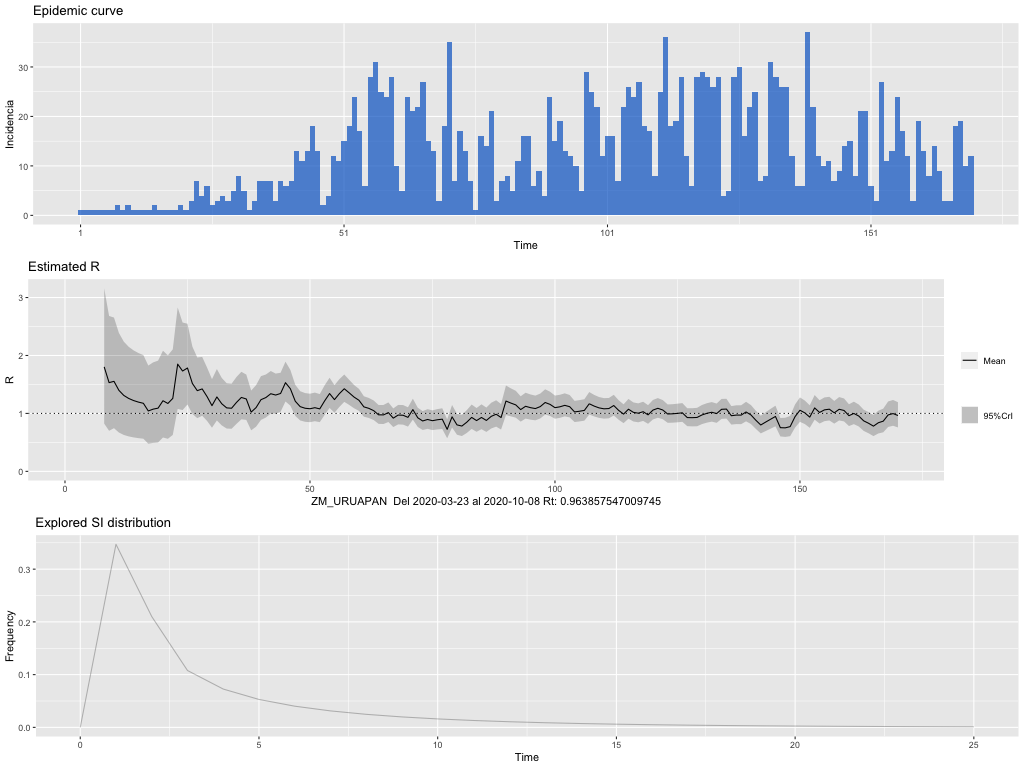 Epidemic curve
30
20
10
0
Incidencia
1 51 101 151
Time
Estimated R
3
2
1
0
R
0 50 100 150
Mean
95%CrI
ZM_URUAPAN Del 2020-03-23 al 2020-10-08 Rt: 0.963857547009745
Explored SI distribution
0.3
0.2
0.1
0.0
Frequency
0 5 10 15 20 25
Time